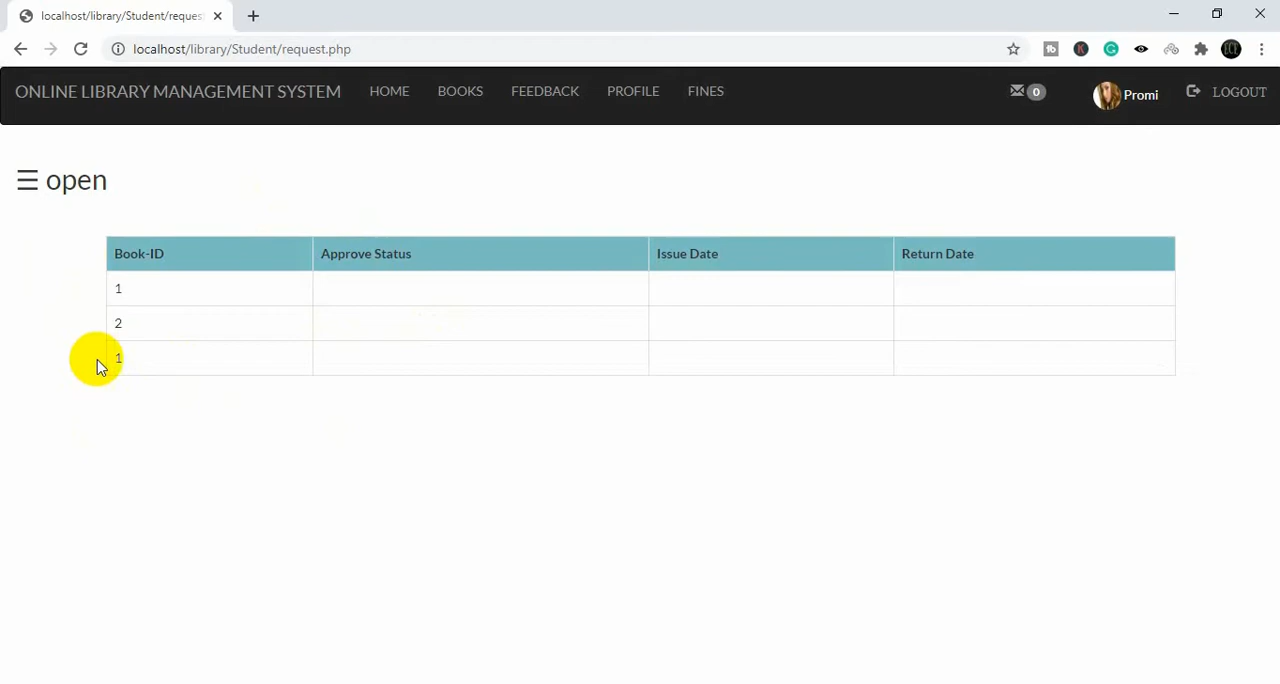 localhost/library/Student/reques
localhost/library/Student/request.php
ONLINE LIBRARY MANAGEMENT SYSTEM HOME BOOKS FEEDBACK PROFILE FINES 0 Promi LOGOUT
☰ open
Book-ID Approve Status Issue Date Return Date
1
2
1